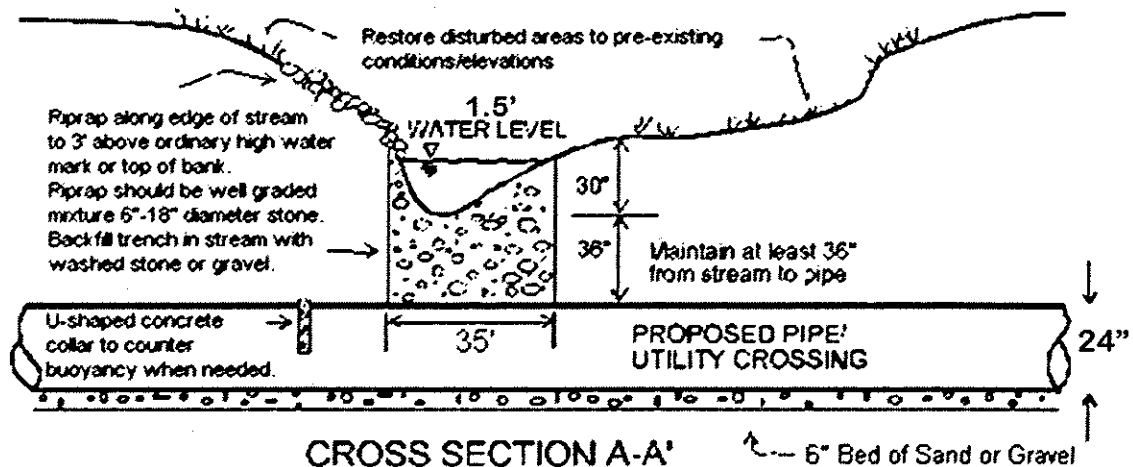 Restore disturbed areas to pre-existing
conditions/elevations
1.5'
WATER LEVEL
Riprap along edge of stream
to 3' above ordinary high water
mark or top of bank.
Riprap should be well graded
mixture 6"-18" diameter stone.
Backfill trench in stream with
washed stone or gravel.
30"
36"
Maintain at least 36"
from stream to pipe
U-shaped concrete
collar to counter
buoyancy when needed.
35'
PROPOSED PIPE/
UTILITY CROSSING
24"
CROSS SECTION A-A'
6" Bed of Sand or Gravel